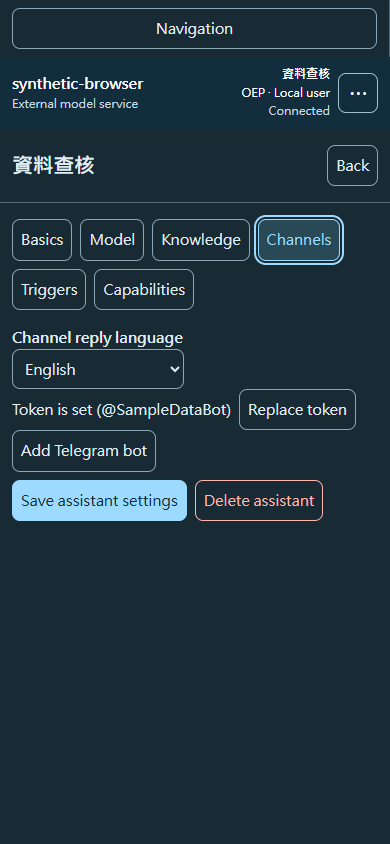 Navigation
synthetic-browser
External model service
資料查核
OEP · Local user
Connected
...
資料查核
Back
Basics
Model
Knowledge
Channels
Triggers
Capabilities
Channel reply language
English
Token is set (@SampleDataBot)
Replace token
Add Telegram bot
Save assistant settings
Delete assistant